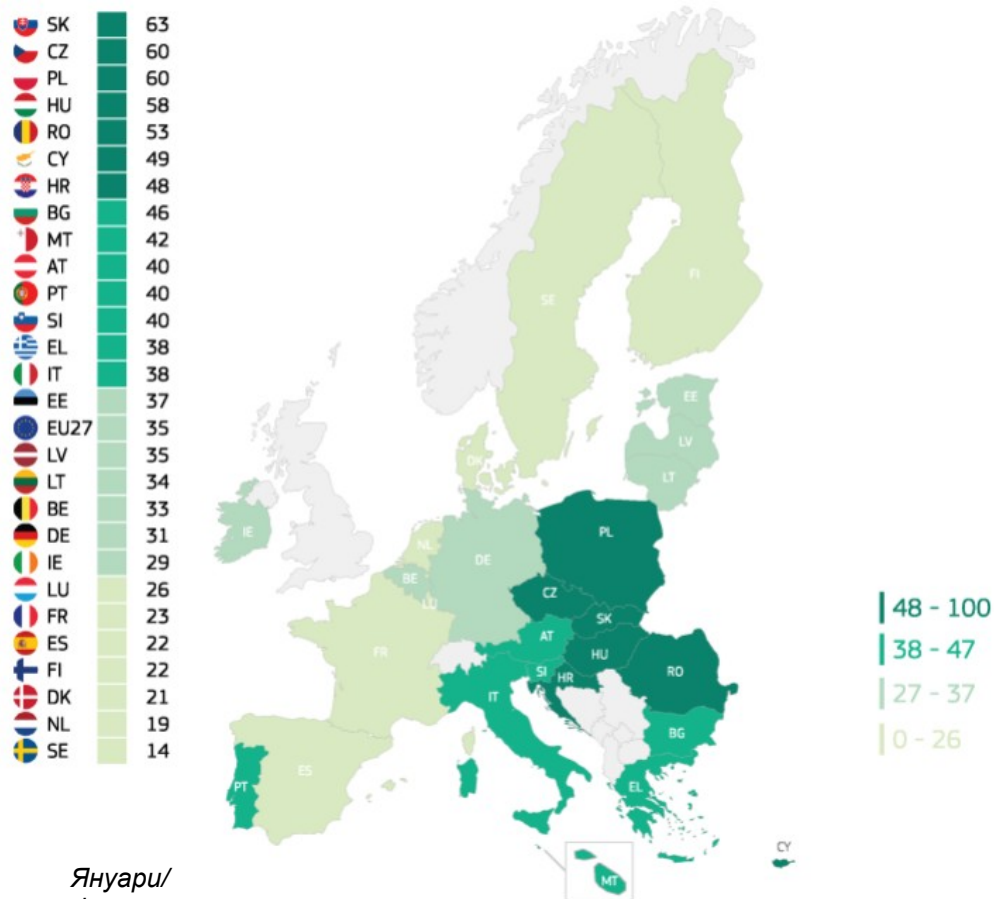 SK 63
CZ 60
PL 60
HU 58
RO 53
CY 49
HR 48
BG 46
MT 42
AT 40
PT 40
SI 40
EL 38
IT 38
EE 37
EU27 35
LV 35
LT 34
BE 33
DE 31
IE 29
LU 26
FR 23
ES 22
FI 22
DK 21
NL 19
SE 14
FI
SE
EE
LV
LT
DK
IE
NL
PL
DE
BE
LU
CZ
SK
AT
HU
FR
SI
HR
RO
IT
BG
ES
PT
EL
CY
MT
48 - 100
38 - 47
27 - 37
0 - 26
Януари/